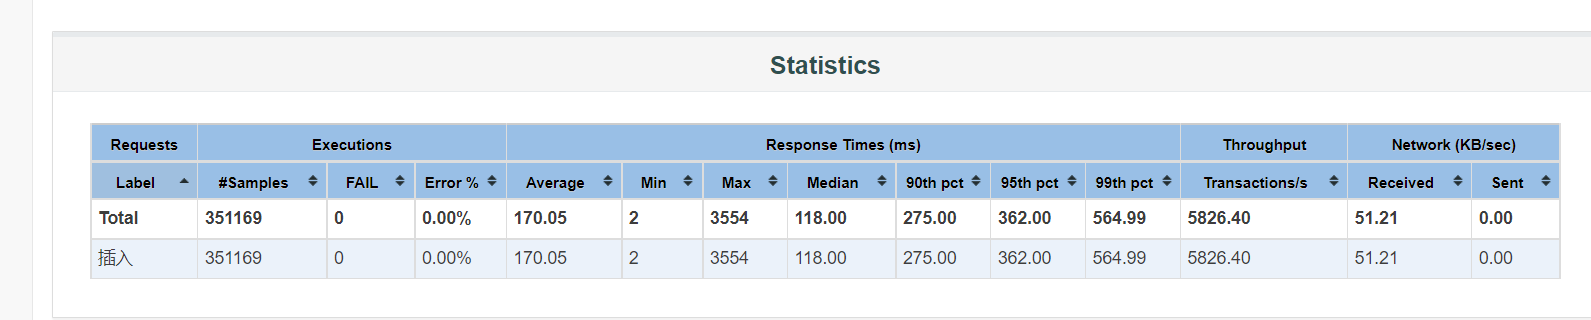 Statistics
Requests Executions Response Times (ms) Throughput Network (KB/sec)
Label #Samples FAIL Error % Average Min Max Median 90th pct 95th pct 99th pct Transactions/s Received Sent
Total 351169 0 0.00% 170.05 2 3554 118.00 275.00 362.00 564.99 5826.40 51.21 0.00
插入 351169 0 0.00% 170.05 2 3554 118.00 275.00 362.00 564.99 5826.40 51.21 0.00